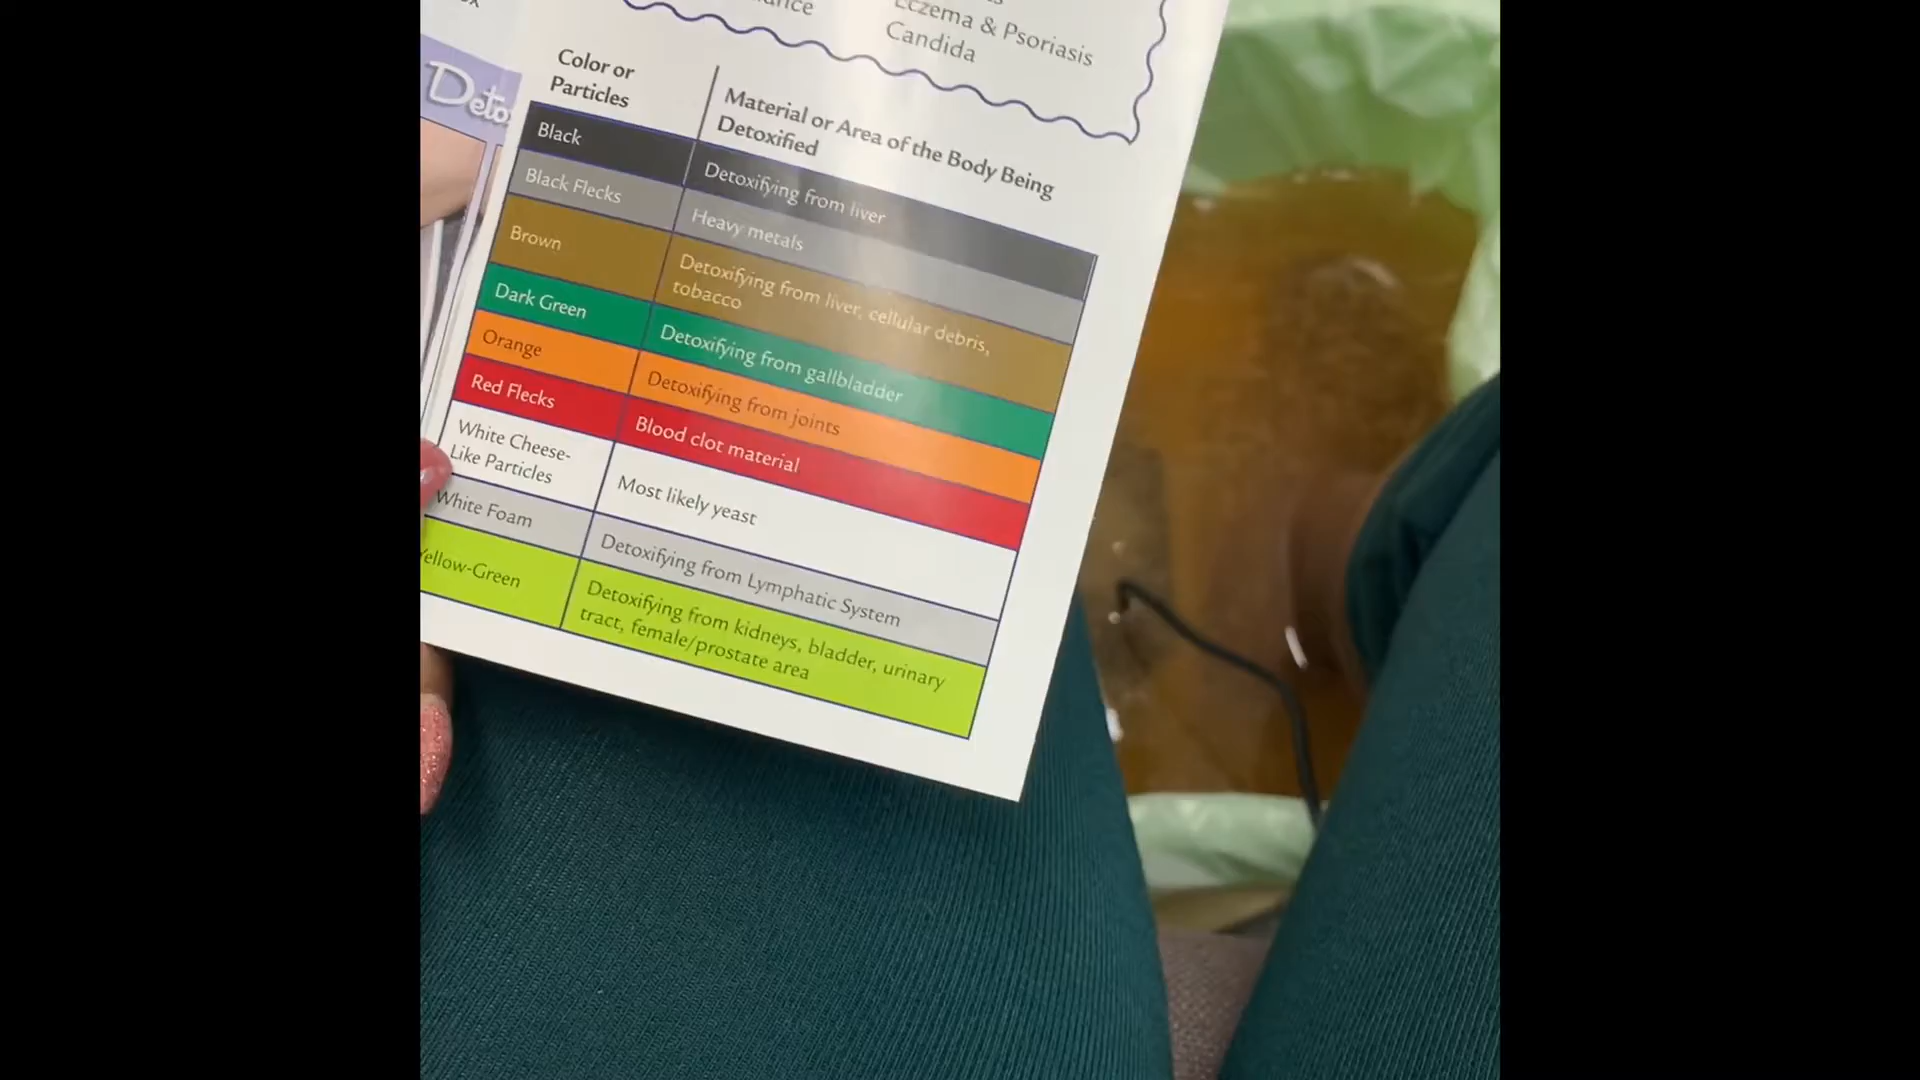 Eczema & Psoriasis
Candida
Color or
Particles
Material or Area of the Body Being
Detoxified
Black
Detoxifying from liver
Black Flecks
Heavy metals
Brown
Detoxifying from liver, cellular debris,
tobacco
Dark Green
Detoxifying from gallbladder
Orange
Detoxifying from joints
Red Flecks
Blood clot material
White Cheese-
Like Particles
Most likely yeast
White Foam
Detoxifying from Lymphatic System
Yellow-Green
Detoxifying from kidneys, bladder, urinary
tract, female/prostate area